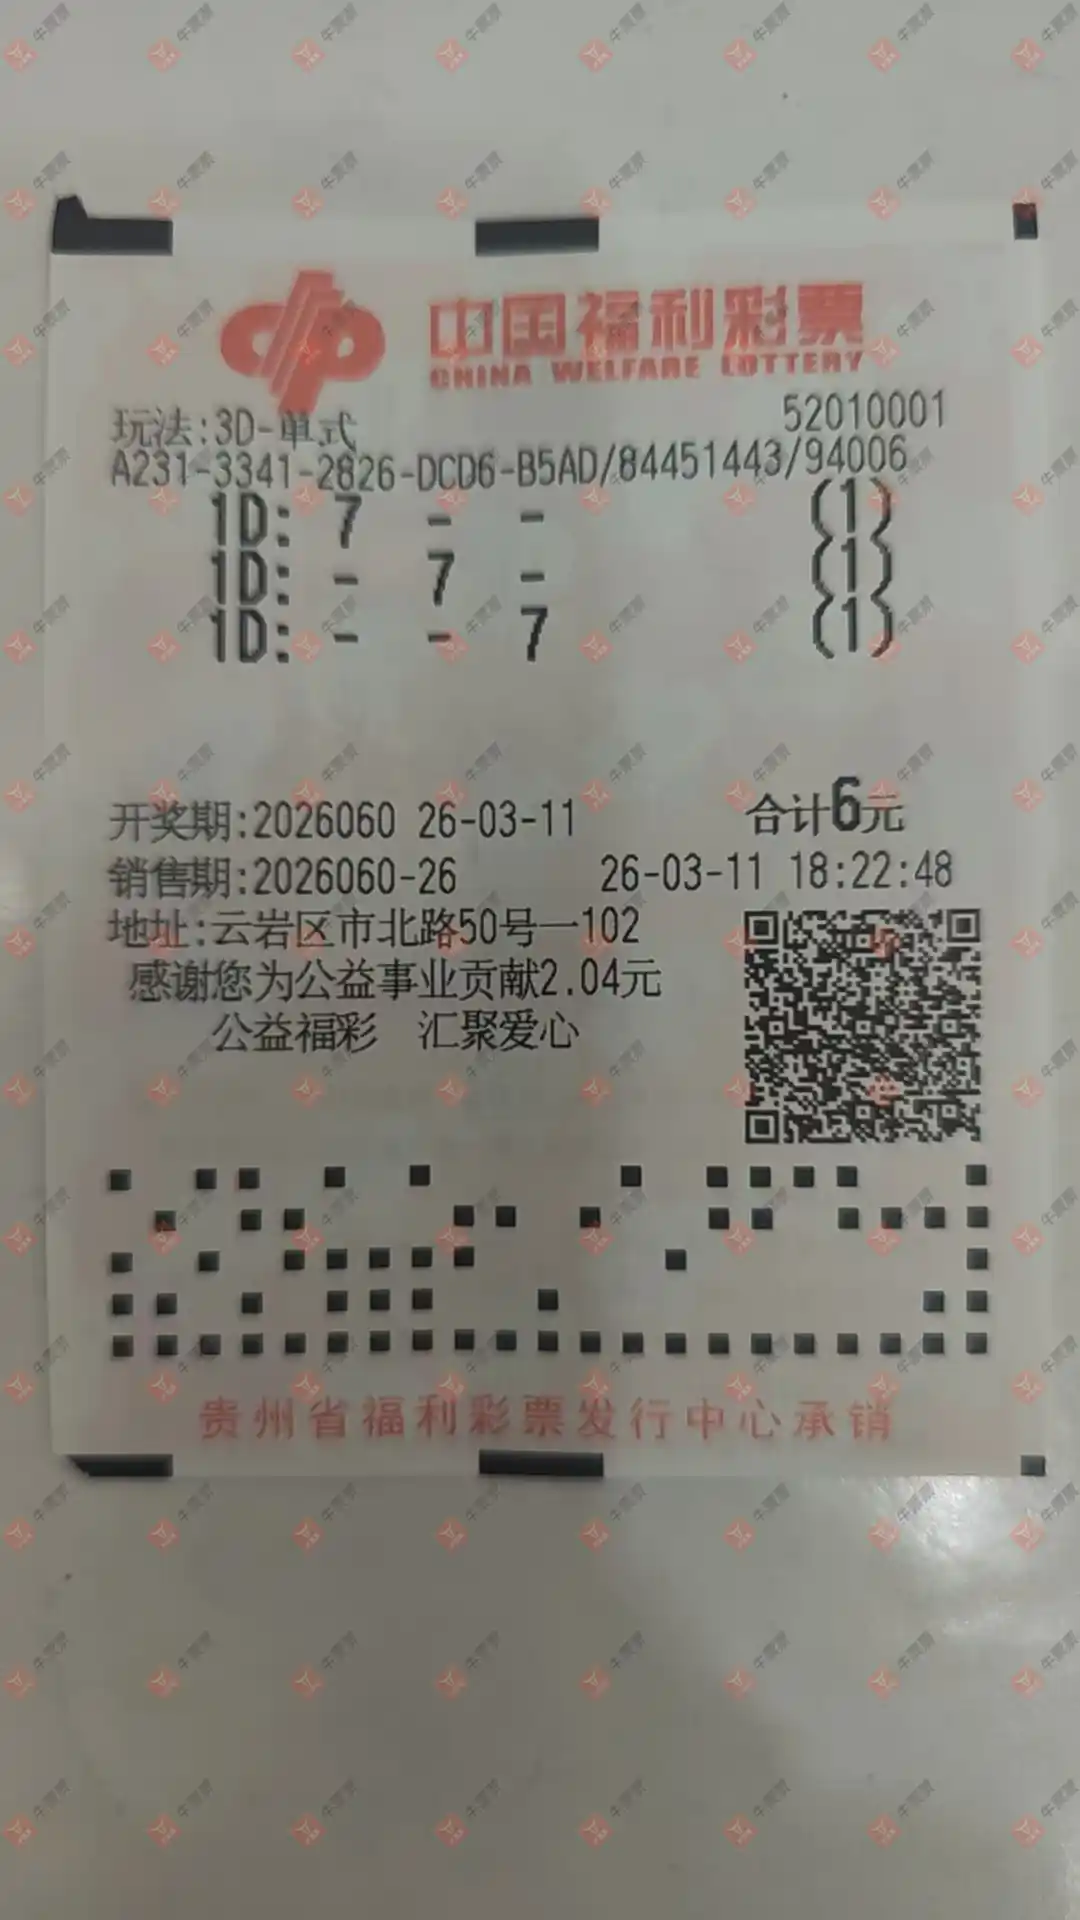 中国福利彩票
CHINA WELFARE LOTTERY
52010001
玩法:3D-单式
A231-3341-2826-DCD6-B5AD/84451443/94006
1D: 7 - - (1)
1D: - 7 - (1)
1D: - - 7 (1)
开奖期:2026060 26-03-11 合计6元
销售期:2026060-26 26-03-11 18:22:48
地址:云岩区市北路50号一102
感谢您为公益事业贡献2.04元
公益福彩 汇聚爱心
贵州省福利彩票发行中心承销
牛票票